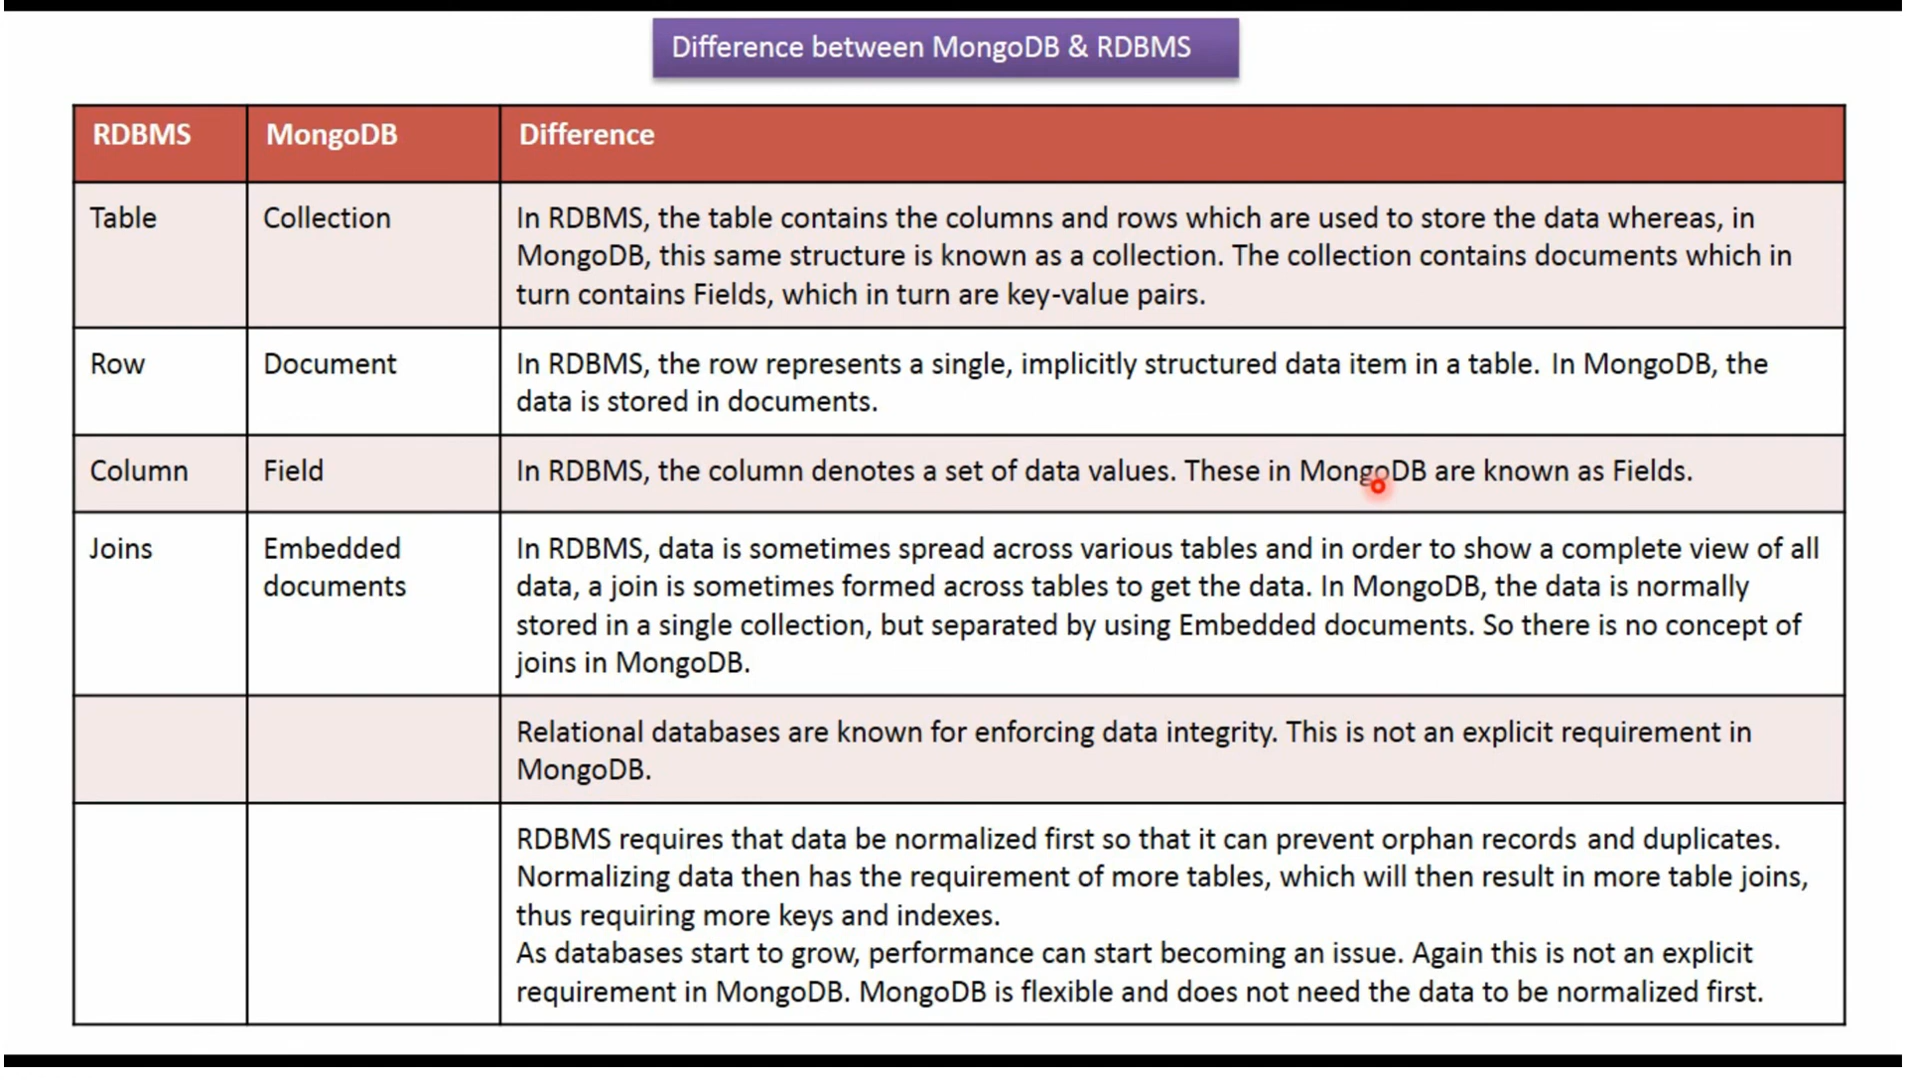 Difference between MongoDB & RDBMS
RDBMS MongoDB Difference
Table Collection In RDBMS, the table contains the columns and rows which are used to store the data whereas, in
MongoDB, this same structure is known as a collection. The collection contains documents which in
turn contains Fields, which in turn are key-value pairs.
Row Document In RDBMS, the row represents a single, implicitly structured data item in a table. In MongoDB, the
data is stored in documents.
Column Field In RDBMS, the column denotes a set of data values. These in MongoDB are known as Fields.
Joins Embedded In RDBMS, data is sometimes spread across various tables and in order to show a complete view of all
documents data, a join is sometimes formed across tables to get the data. In MongoDB, the data is normally
stored in a single collection, but separated by using Embedded documents. So there is no concept of
joins in MongoDB.
Relational databases are known for enforcing data integrity. This is not an explicit requirement in
MongoDB.
RDBMS requires that data be normalized first so that it can prevent orphan records and duplicates.
Normalizing data then has the requirement of more tables, which will then result in more table joins,
thus requiring more keys and indexes.
As databases start to grow, performance can start becoming an issue. Again this is not an explicit
requirement in MongoDB. MongoDB is flexible and does not need the data to be normalized first.